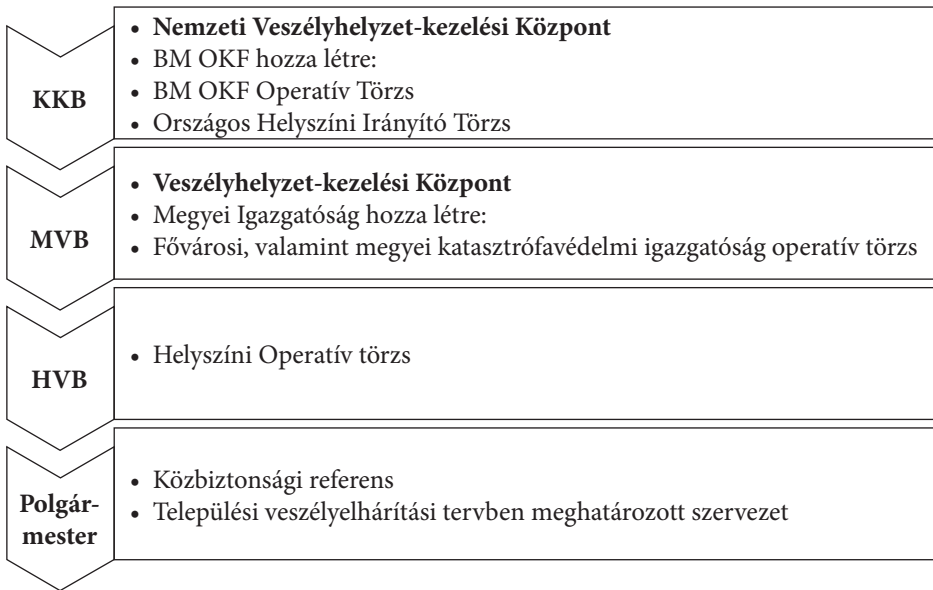 KKB
• Nemzeti Veszélyhelyzet-kezelési Központ
• BM OKF hozza létre:
• BM OKF Operatív Törzs
• Országos Helyszíni Irányító Törzs
MVB
• Veszélyhelyzet-kezelési Központ
• Megyei Igazgatóság hozza létre:
• Fővárosi, valamint megyei katasztrófavédelmi igazgatóság operatív törzs
HVB
• Helyszíni Operatív törzs
Polgár-
mester
• Közbiztonsági referens
• Települési veszélyelhárítási tervben meghatározott szervezet